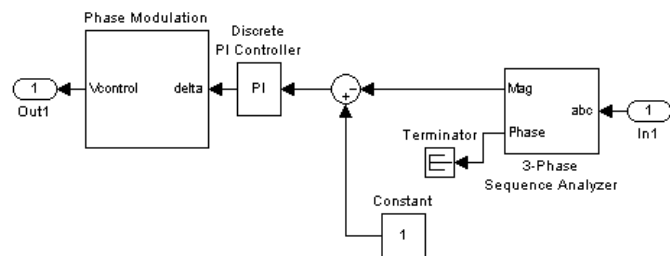 Phase Modulation
Discrete
PI Controller
1
Out1
Vcontrol
delta
PI
-
+
Mag
Phase
abc
1
In1
Terminator
3-Phase
Sequence Analyzer
Constant
1